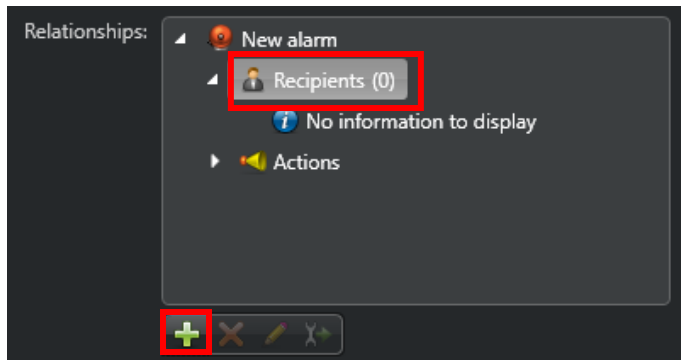 Relationships:
New alarm
Recipients (0)
No information to display
Actions